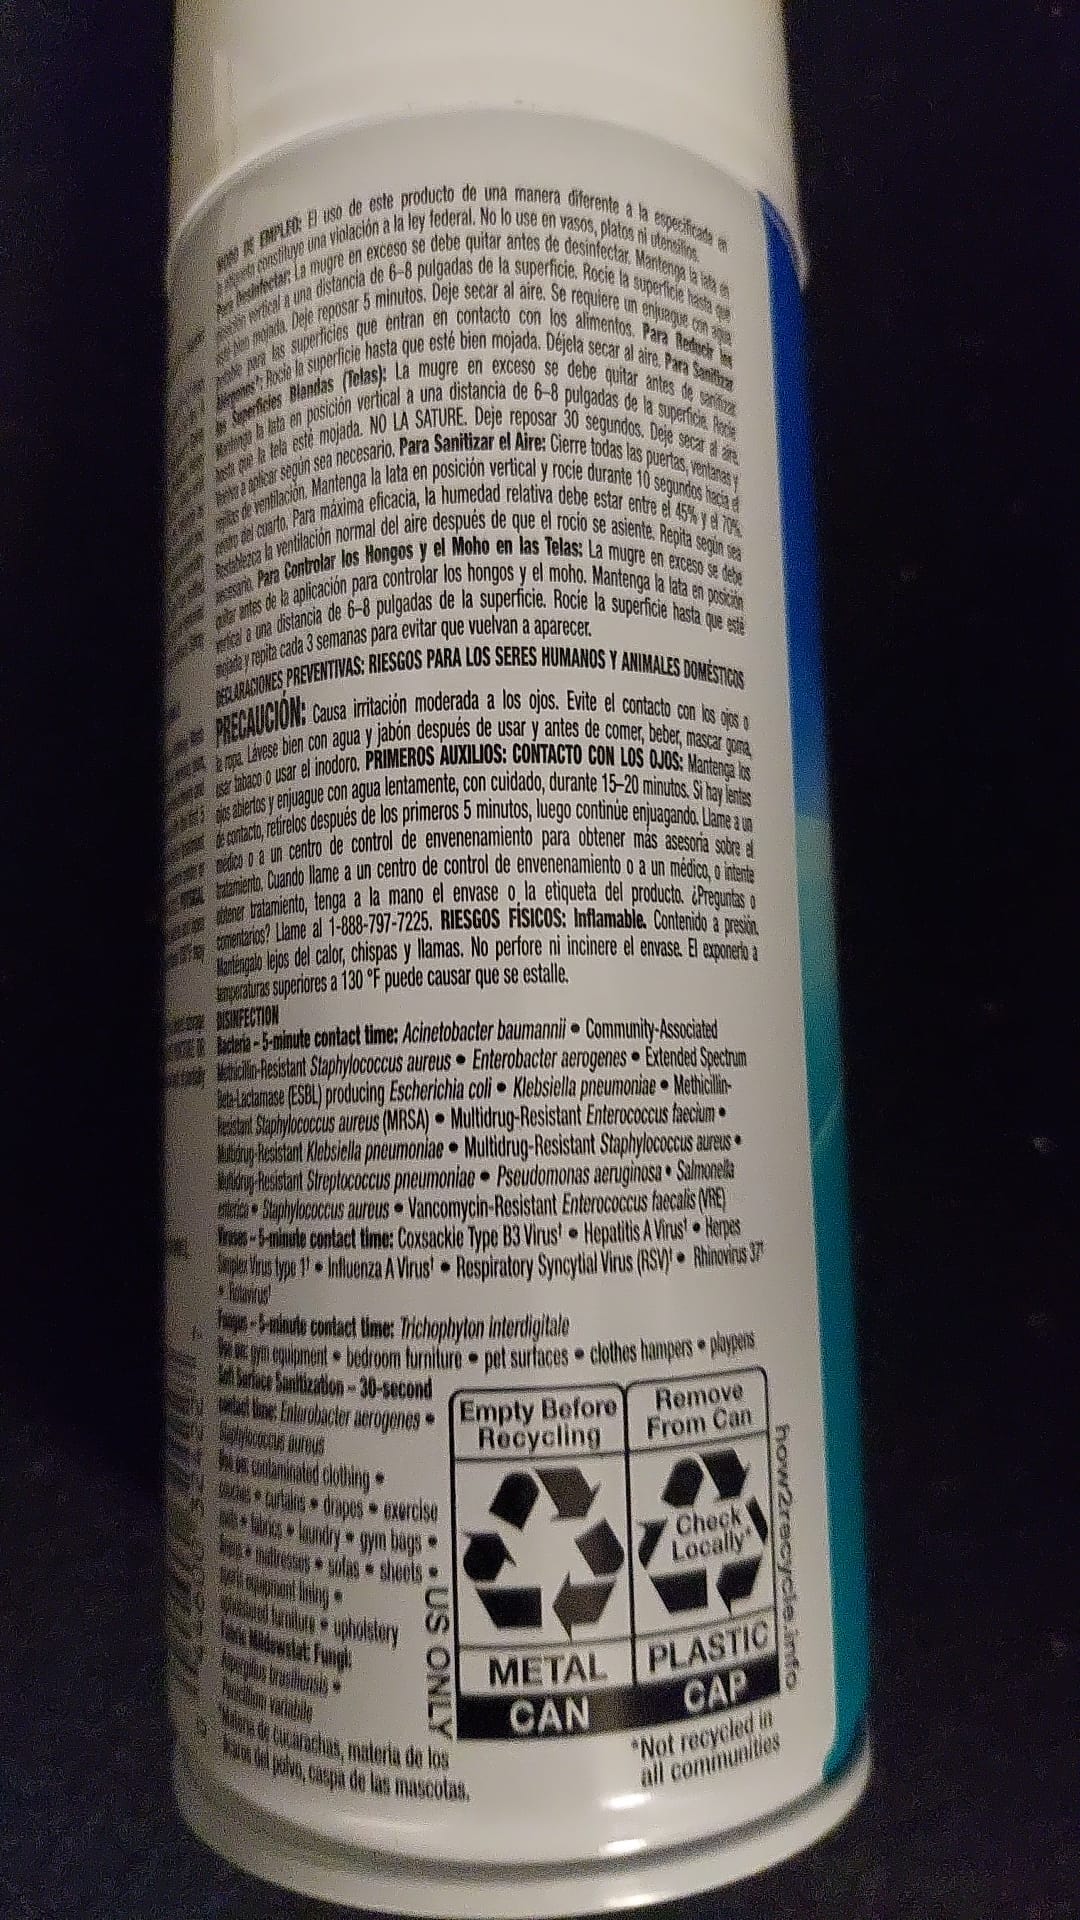 MODO DE EMPLEO: El uso de este producto de una manera diferente a la especificada en
la etiqueta constituye una violación a la ley federal. No lo use en vasos, platos ni utensilios.
Para Desinfectar: La mugre en exceso se debe quitar antes de desinfectar. Mantenga la lata en
posición vertical a una distancia de 6–8 pulgadas de la superficie. Rocíe la superficie hasta que
esté bien mojada. Deje reposar 5 minutos. Deje secar al aire. Se requiere un enjuague con agua
potable para las superficies que entran en contacto con los alimentos. Para Reducir los
Alérgenos*: Rocíe la superficie hasta que esté bien mojada. Déjela secar al aire. Para Sanitizar
las Superficies Blandas (Telas): La mugre en exceso se debe quitar antes de sanitizar.
Mantenga la lata en posición vertical a una distancia de 6–8 pulgadas de la superficie. Rocíe
hasta que la tela esté mojada. NO LA SATURE. Deje reposar 30 segundos. Deje secar al aire.
Vuelva a aplicar según sea necesario. Para Sanitizar el Aire: Cierre todas las puertas, ventanas y
rejillas de ventilación. Mantenga la lata en posición vertical y rocíe durante 10 segundos hacia el
centro del cuarto. Para máxima eficacia, la humedad relativa debe estar entre el 45% y el 70%.
Restablezca la ventilación normal del aire después de que el rocío se asiente. Repita según sea
necesario. Para Controlar los Hongos y el Moho en las Telas: La mugre en exceso se debe
quitar antes de la aplicación para controlar los hongos y el moho. Mantenga la lata en posición
vertical a una distancia de 6–8 pulgadas de la superficie. Rocíe la superficie hasta que esté
mojada y repita cada 3 semanas para evitar que vuelvan a aparecer.
DECLARACIONES PREVENTIVAS: RIESGOS PARA LOS SERES HUMANOS Y ANIMALES DOMÉSTICOS
PRECAUCIÓN: Causa irritación moderada a los ojos. Evite el contacto con los ojos o
la ropa. Lávese bien con agua y jabón después de usar y antes de comer, beber, mascar goma,
usar tabaco o usar el inodoro. PRIMEROS AUXILIOS: CONTACTO CON LOS OJOS: Mantenga los
ojos abiertos y enjuague con agua lentamente, con cuidado, durante 15–20 minutos. Si hay lentes
de contacto, retírelos después de los primeros 5 minutos, luego continúe enjuagando. Llame a un
médico o a un centro de control de envenenamiento para obtener más asesoría sobre el
tratamiento. Cuando llame a un centro de control de envenenamiento o a un médico, o intente
obtener tratamiento, tenga a la mano el envase o la etiqueta del producto. ¿Preguntas o
comentarios? Llame al 1-888-797-7225. RIESGOS FÍSICOS: Inflamable. Contenido a presión.
Manténgalo lejos del calor, chispas y llamas. No perfore ni incinere el envase. El exponerlo a
temperaturas superiores a 130 °F puede causar que se estalle.
DISINFECTION
Bacteria – 5-minute contact time: Acinetobacter baumannii • Community-Associated
Methicillin-Resistant Staphylococcus aureus • Enterobacter aerogenes • Extended Spectrum
Beta-Lactamase (ESBL) producing Escherichia coli • Klebsiella pneumoniae • Methicillin-
Resistant Staphylococcus aureus (MRSA) • Multidrug-Resistant Enterococcus faecium •
Multidrug-Resistant Klebsiella pneumoniae • Multidrug-Resistant Staphylococcus aureus •
Multidrug-Resistant Streptococcus pneumoniae • Pseudomonas aeruginosa • Salmonella
enterica • Staphylococcus aureus • Vancomycin-Resistant Enterococcus faecalis (VRE)
Viruses – 5-minute contact time: Coxsackie Type B3 Virus† • Hepatitis A Virus† • Herpes
Simplex Virus type 1† • Influenza A Virus† • Respiratory Syncytial Virus (RSV)† • Rhinovirus 37†
• Rotavirus†
Fungus – 5-minute contact time: Trichophyton interdigitale
Use on: gym equipment • bedroom furniture • pet surfaces • clothes hampers • playpens
Soft Surface Sanitization – 30-second
contact time: Enterobacter aerogenes •
Staphylococcus aureus
Use on: contaminated clothing •
• curtains • drapes • exercise
• fabrics • laundry • gym bags •
• mattresses • sofas • sheets •
equipment lining •
furniture • upholstery
Fabric Mildewstat: Fungi:
Aspergillus brasiliensis •
Penicillium variabile
*Materia de cucarachas, materia de los
ácaros del polvo, caspa de las mascotas.
US ONLY
Empty Before
Recycling
METAL
CAN
Remove
From Can
Check
Locally*
PLASTIC
CAP
how2recycle.info
*Not recycled in
all communities